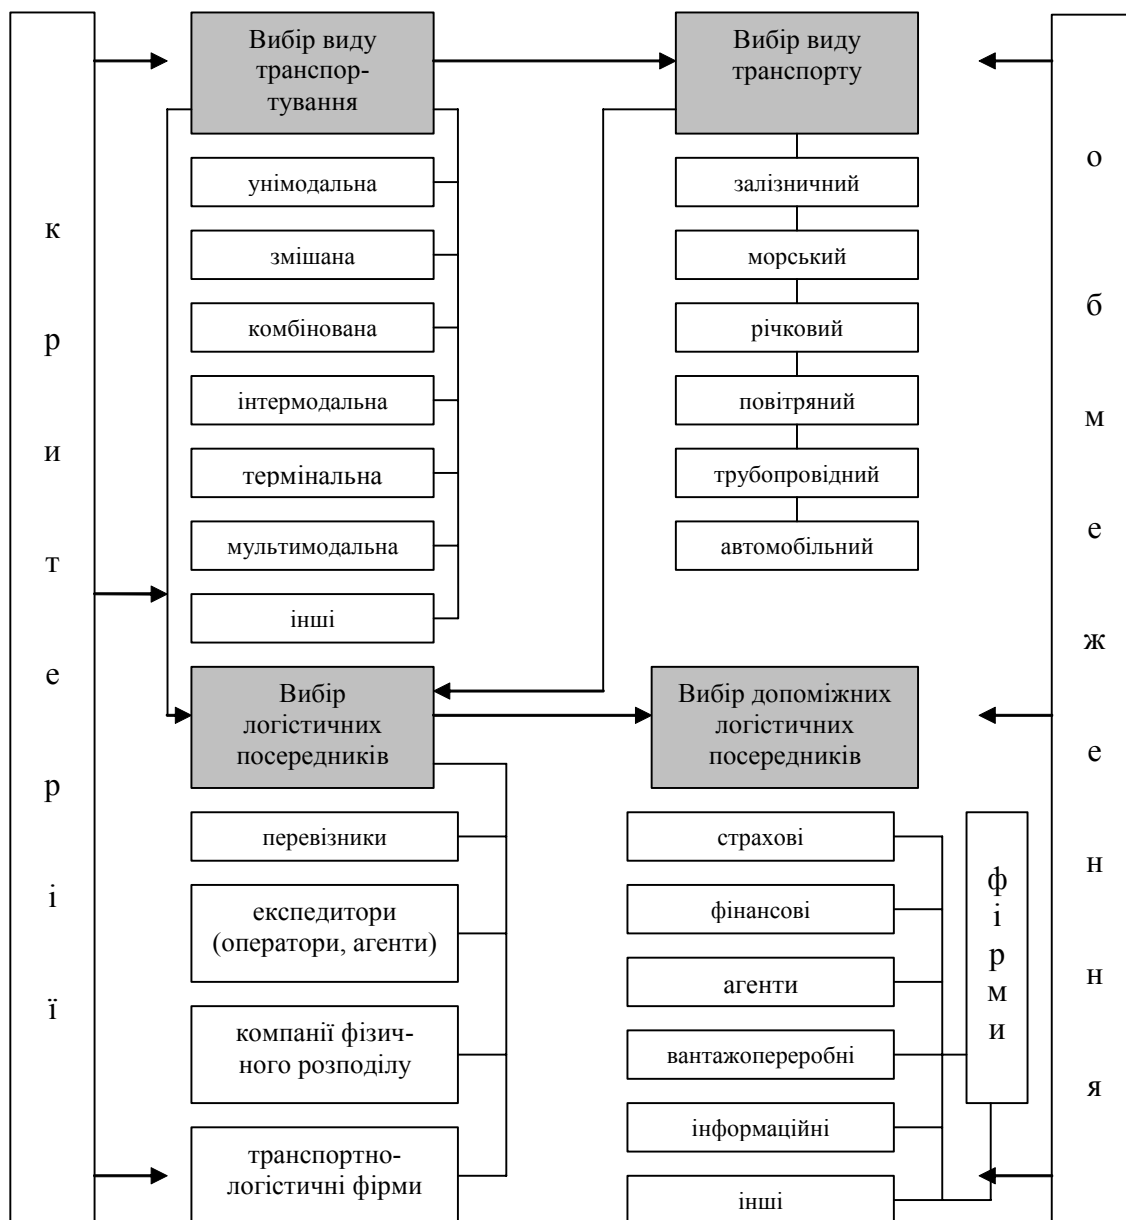 к
р
и
т
е
р
і
ї
Вибір виду
транспор-
тування
унімодальна
змішана
комбінована
інтермодальна
термінальна
мультимодальна
інші
Вибір виду
транспорту
залізничний
морський
річковий
повітряний
трубопровідний
автомобільний
Вибір
логістичних
посередників
перевізники
експедитори
(оператори, агенти)
компанії фізич-
ного розподілу
транспортно-
логістичні фірми
Вибір допоміжних
логістичних
посередників
страхові
фінансові
агенти
вантажопереробні
інформаційні
інші
ф
і
р
м
и
о
б
м
е
ж
е
н
н
я